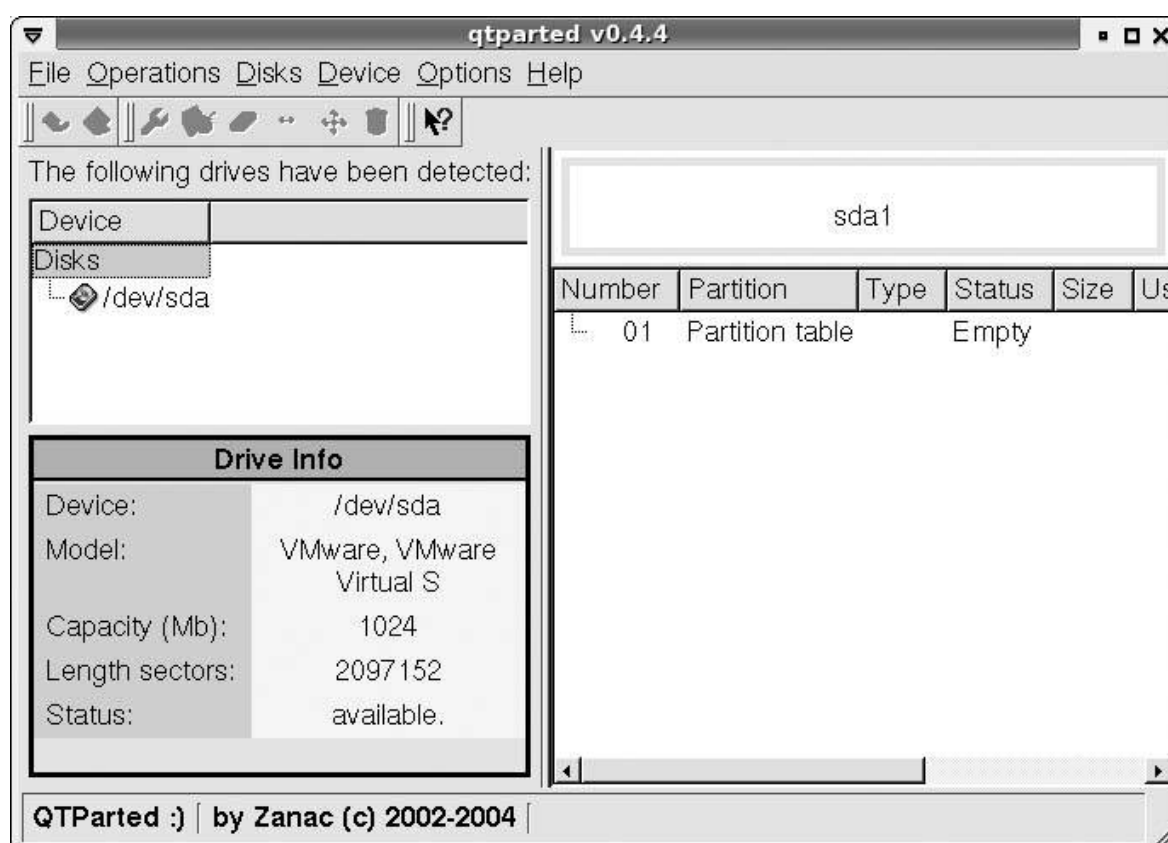 qtparted v0.4.4
File Operations Disks Device Options Help
The following drives have been detected:
Device
Disks
/dev/sda
Drive Info
Device: /dev/sda
Model: VMware, VMware
Virtual S
Capacity (Mb): 1024
Length sectors: 2097152
Status: available.
sda1
Number Partition Type Status Size Us
01 Partition table Empty
QTParted :) by Zanac (c) 2002-2004